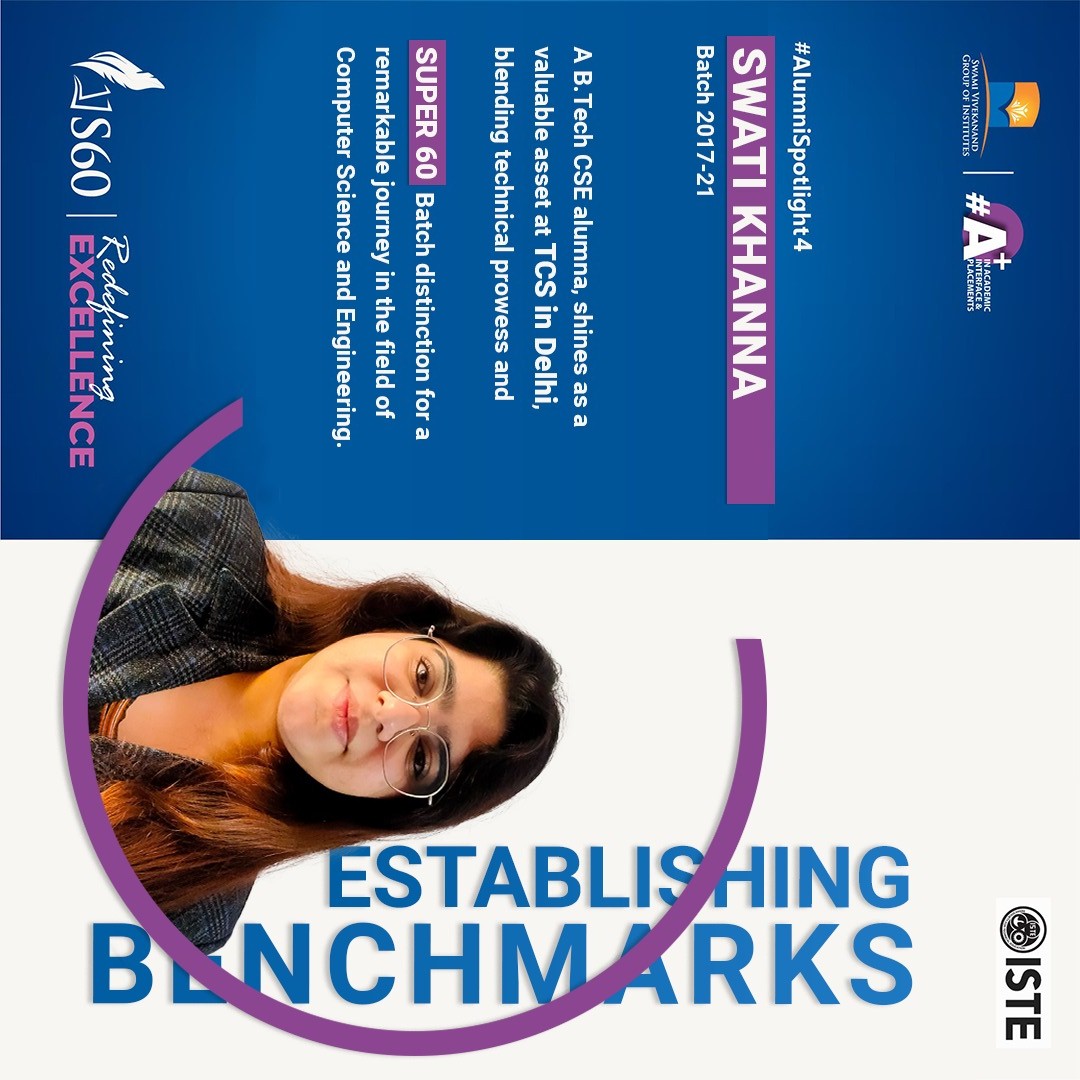 SWAMI VIVEKANAND
GROUP OF INSTITUTES
#A+
IN ACADEMIC
INTERFACE &
PLACEMENTS
ISTE
ISTE
#AlumniSpotlight4
SWATI KHANNA
Batch 2017-21
A B.Tech CSE alumna, shines as a
valuable asset at TCS in Delhi,
blending technical prowess and
SUPER 60 Batch distinction for a
remarkable journey in the field of
Computer Science and Engineering.
ESTABLISHING
BENCHMARKS
S60
Redefining
EXCELLENCE